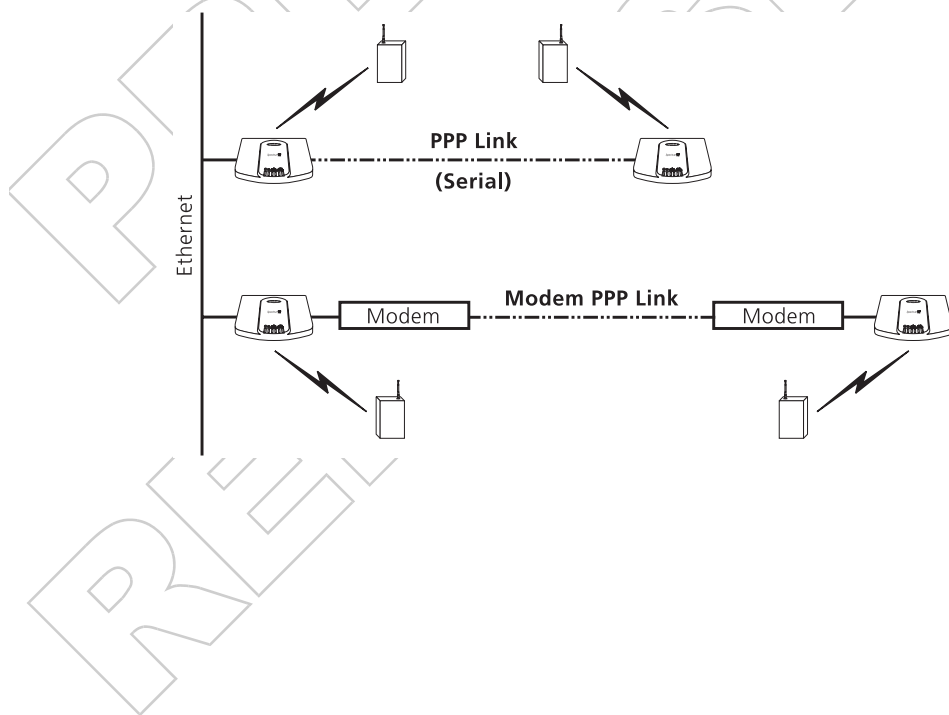 PPP Link
(Serial)
Ethernet
Modem PPP Link
Modem
Modem